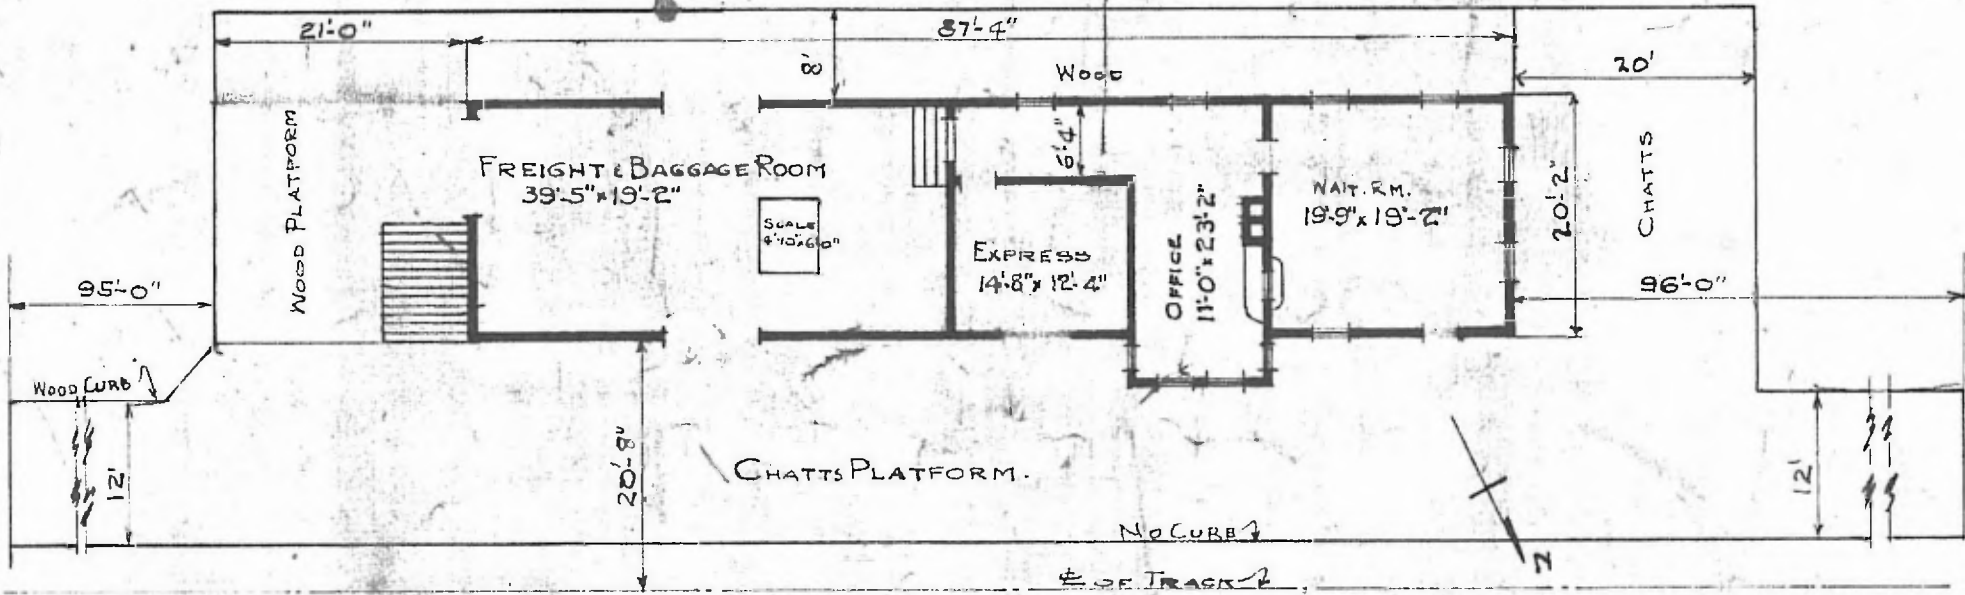 21'-0"
87'-4"
8'
Wood
20'
WOOD PLATFORM
FREIGHT & BAGGAGE ROOM
39'-5" x 19'-2"
SCALE
4'-10" x 6'-0"
6'-4"
EXPRESS
14'-8" x 12'-4"
OFFICE
11'-0" x 23'-2"
WAIT. RM.
19'-9" x 19'-2"
20'-2"
CHATTS
95'-0"
96'-0"
WOOD CURB
12'
20'-8"
CHATTS PLATFORM.
12'
NO CURB
N
℄ OF TRACK